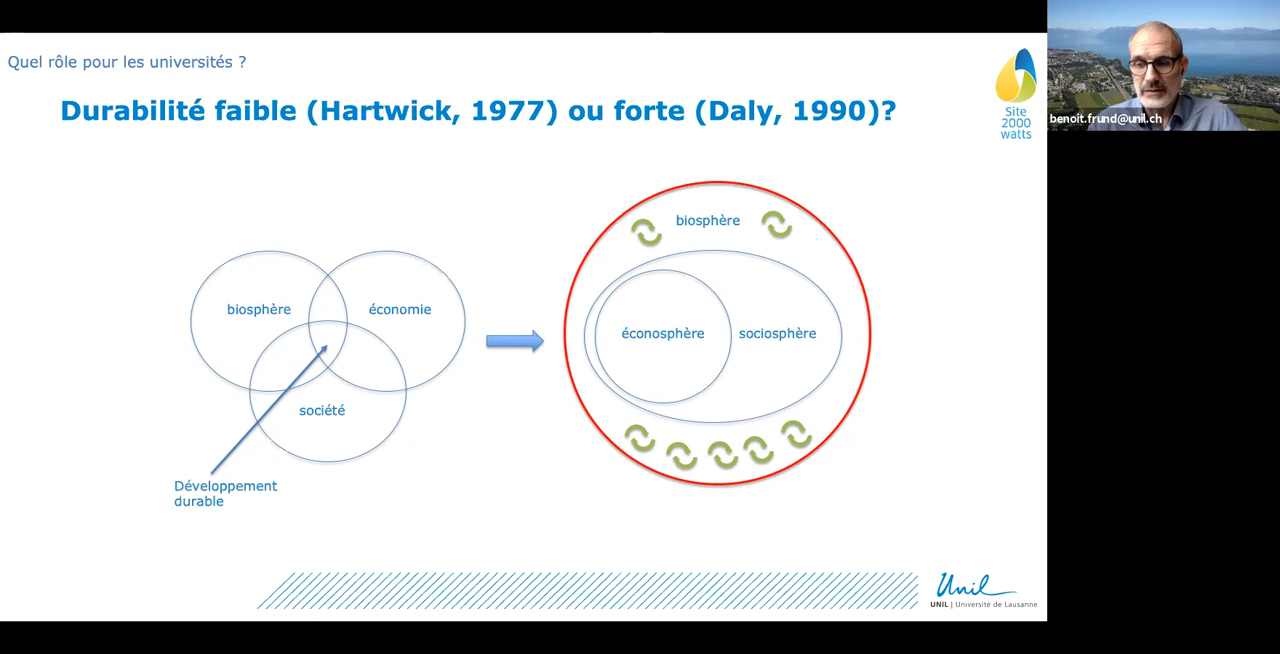 Quel rôle pour les universités ?
Durabilité faible (Hartwick, 1977) ou forte (Daly, 1990)?
Site
2000
watts
benoit.frund@unil.ch
biosphère
économie
société
Développement
durable
biosphère
éconosphère
sociosphère
Unil
UNIL | Université de Lausanne